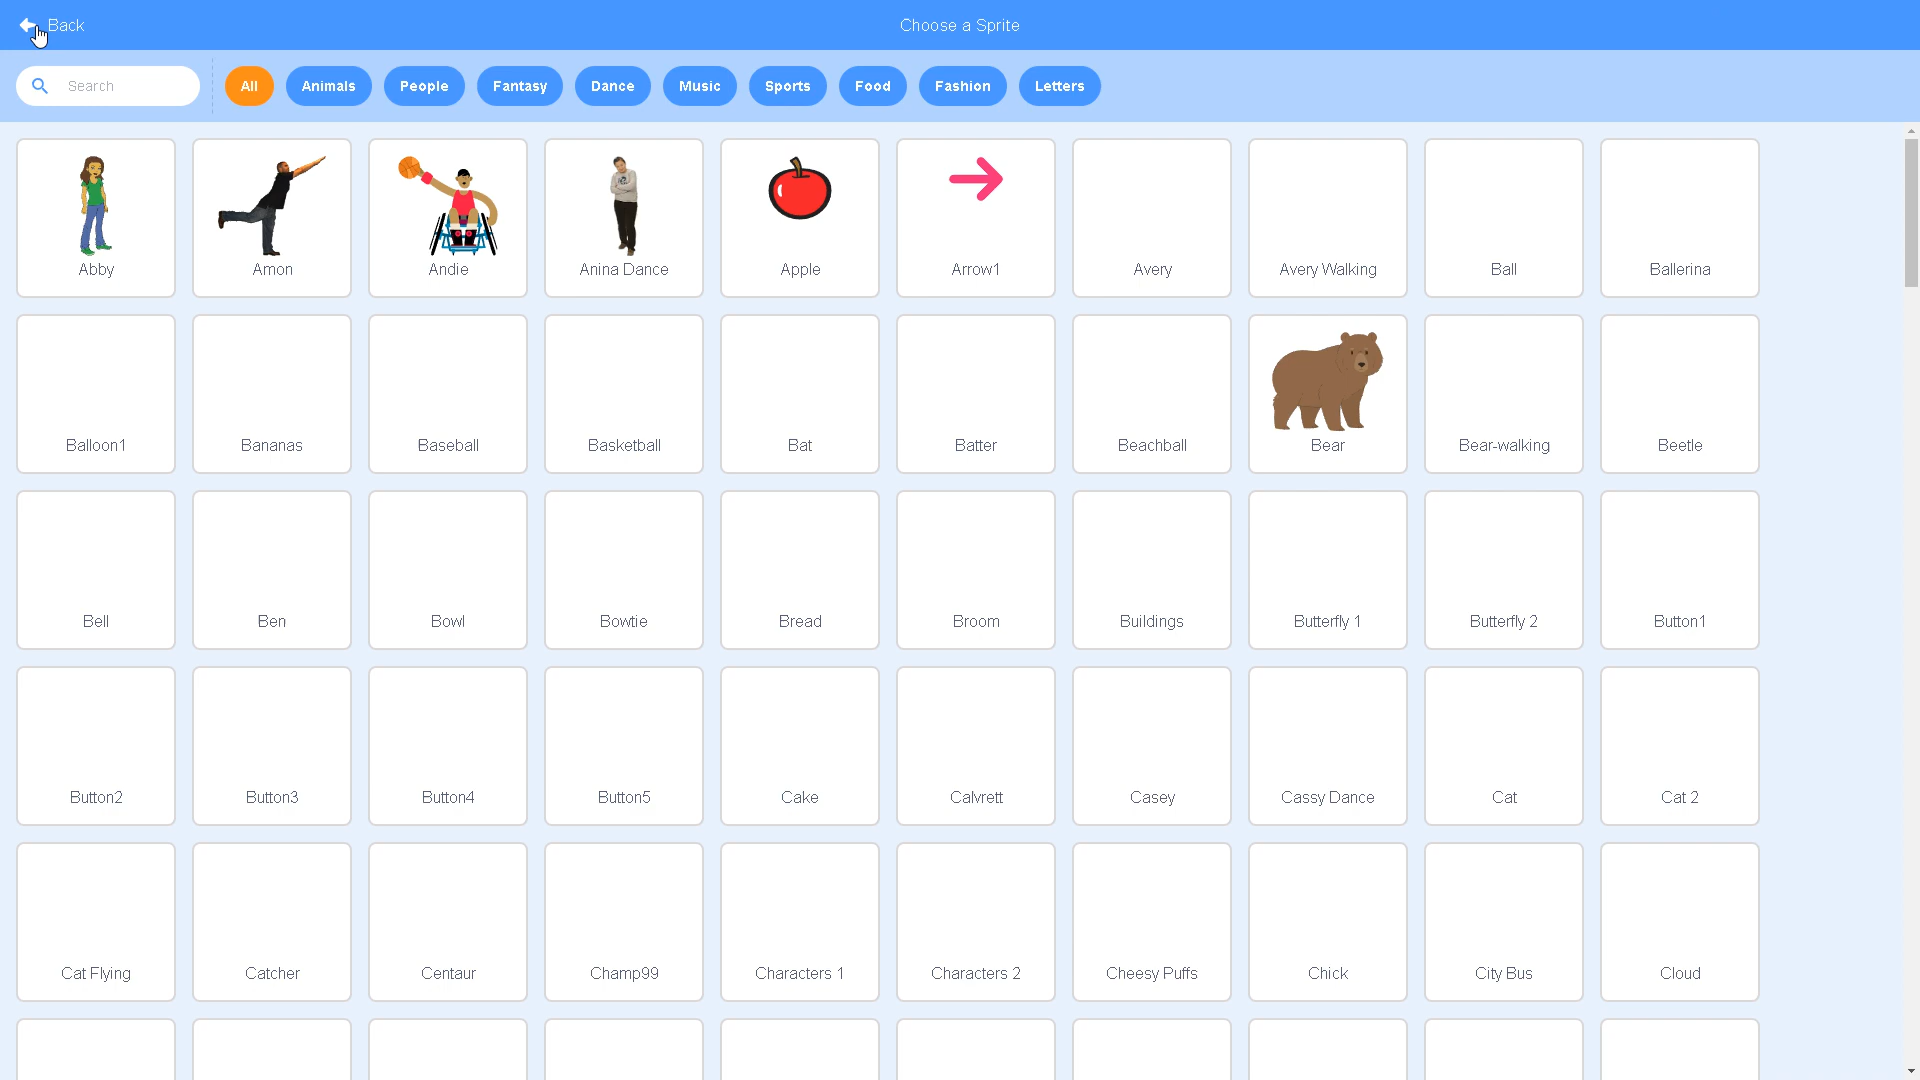 Back
Choose a Sprite
Search
All
Animals
People
Fantasy
Dance
Music
Sports
Food
Fashion
Letters
Abby
Amon
Andie
Anina Dance
Apple
Arrow1
Avery
Avery Walking
Ball
Ballerina
Balloon1
Bananas
Baseball
Basketball
Bat
Batter
Beachball
Bear
Bear-walking
Beetle
Bell
Ben
Bowl
Bowtie
Bread
Broom
Buildings
Butterfly 1
Butterfly 2
Button1
Button2
Button3
Button4
Button5
Cake
Calvrett
Casey
Cassy Dance
Cat
Cat 2
Cat Flying
Catcher
Centaur
Champ99
Characters 1
Characters 2
Cheesy Puffs
Chick
City Bus
Cloud